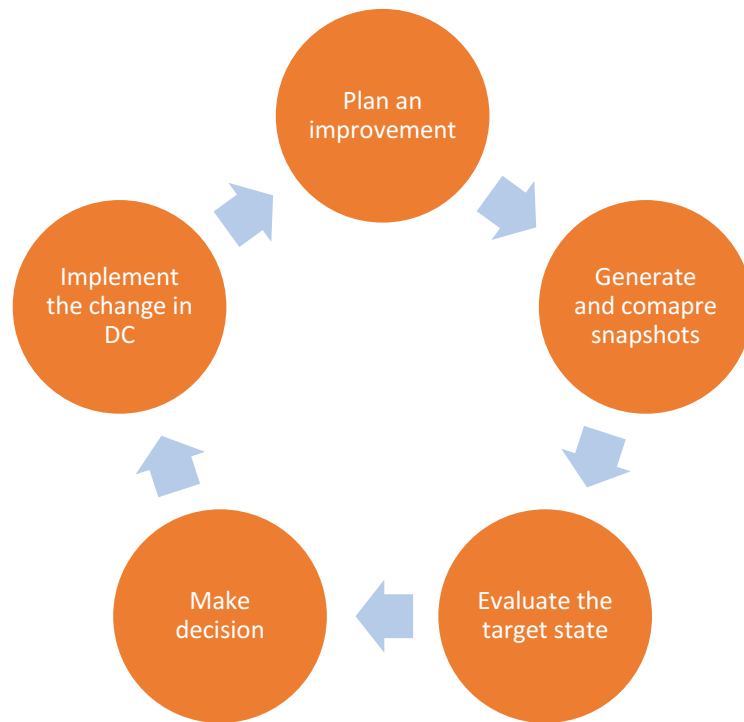 Plan an
improvement
Generate
and comapre
snapshots
Evaluate the
target state
Make
decision
Implement
the change in
DC